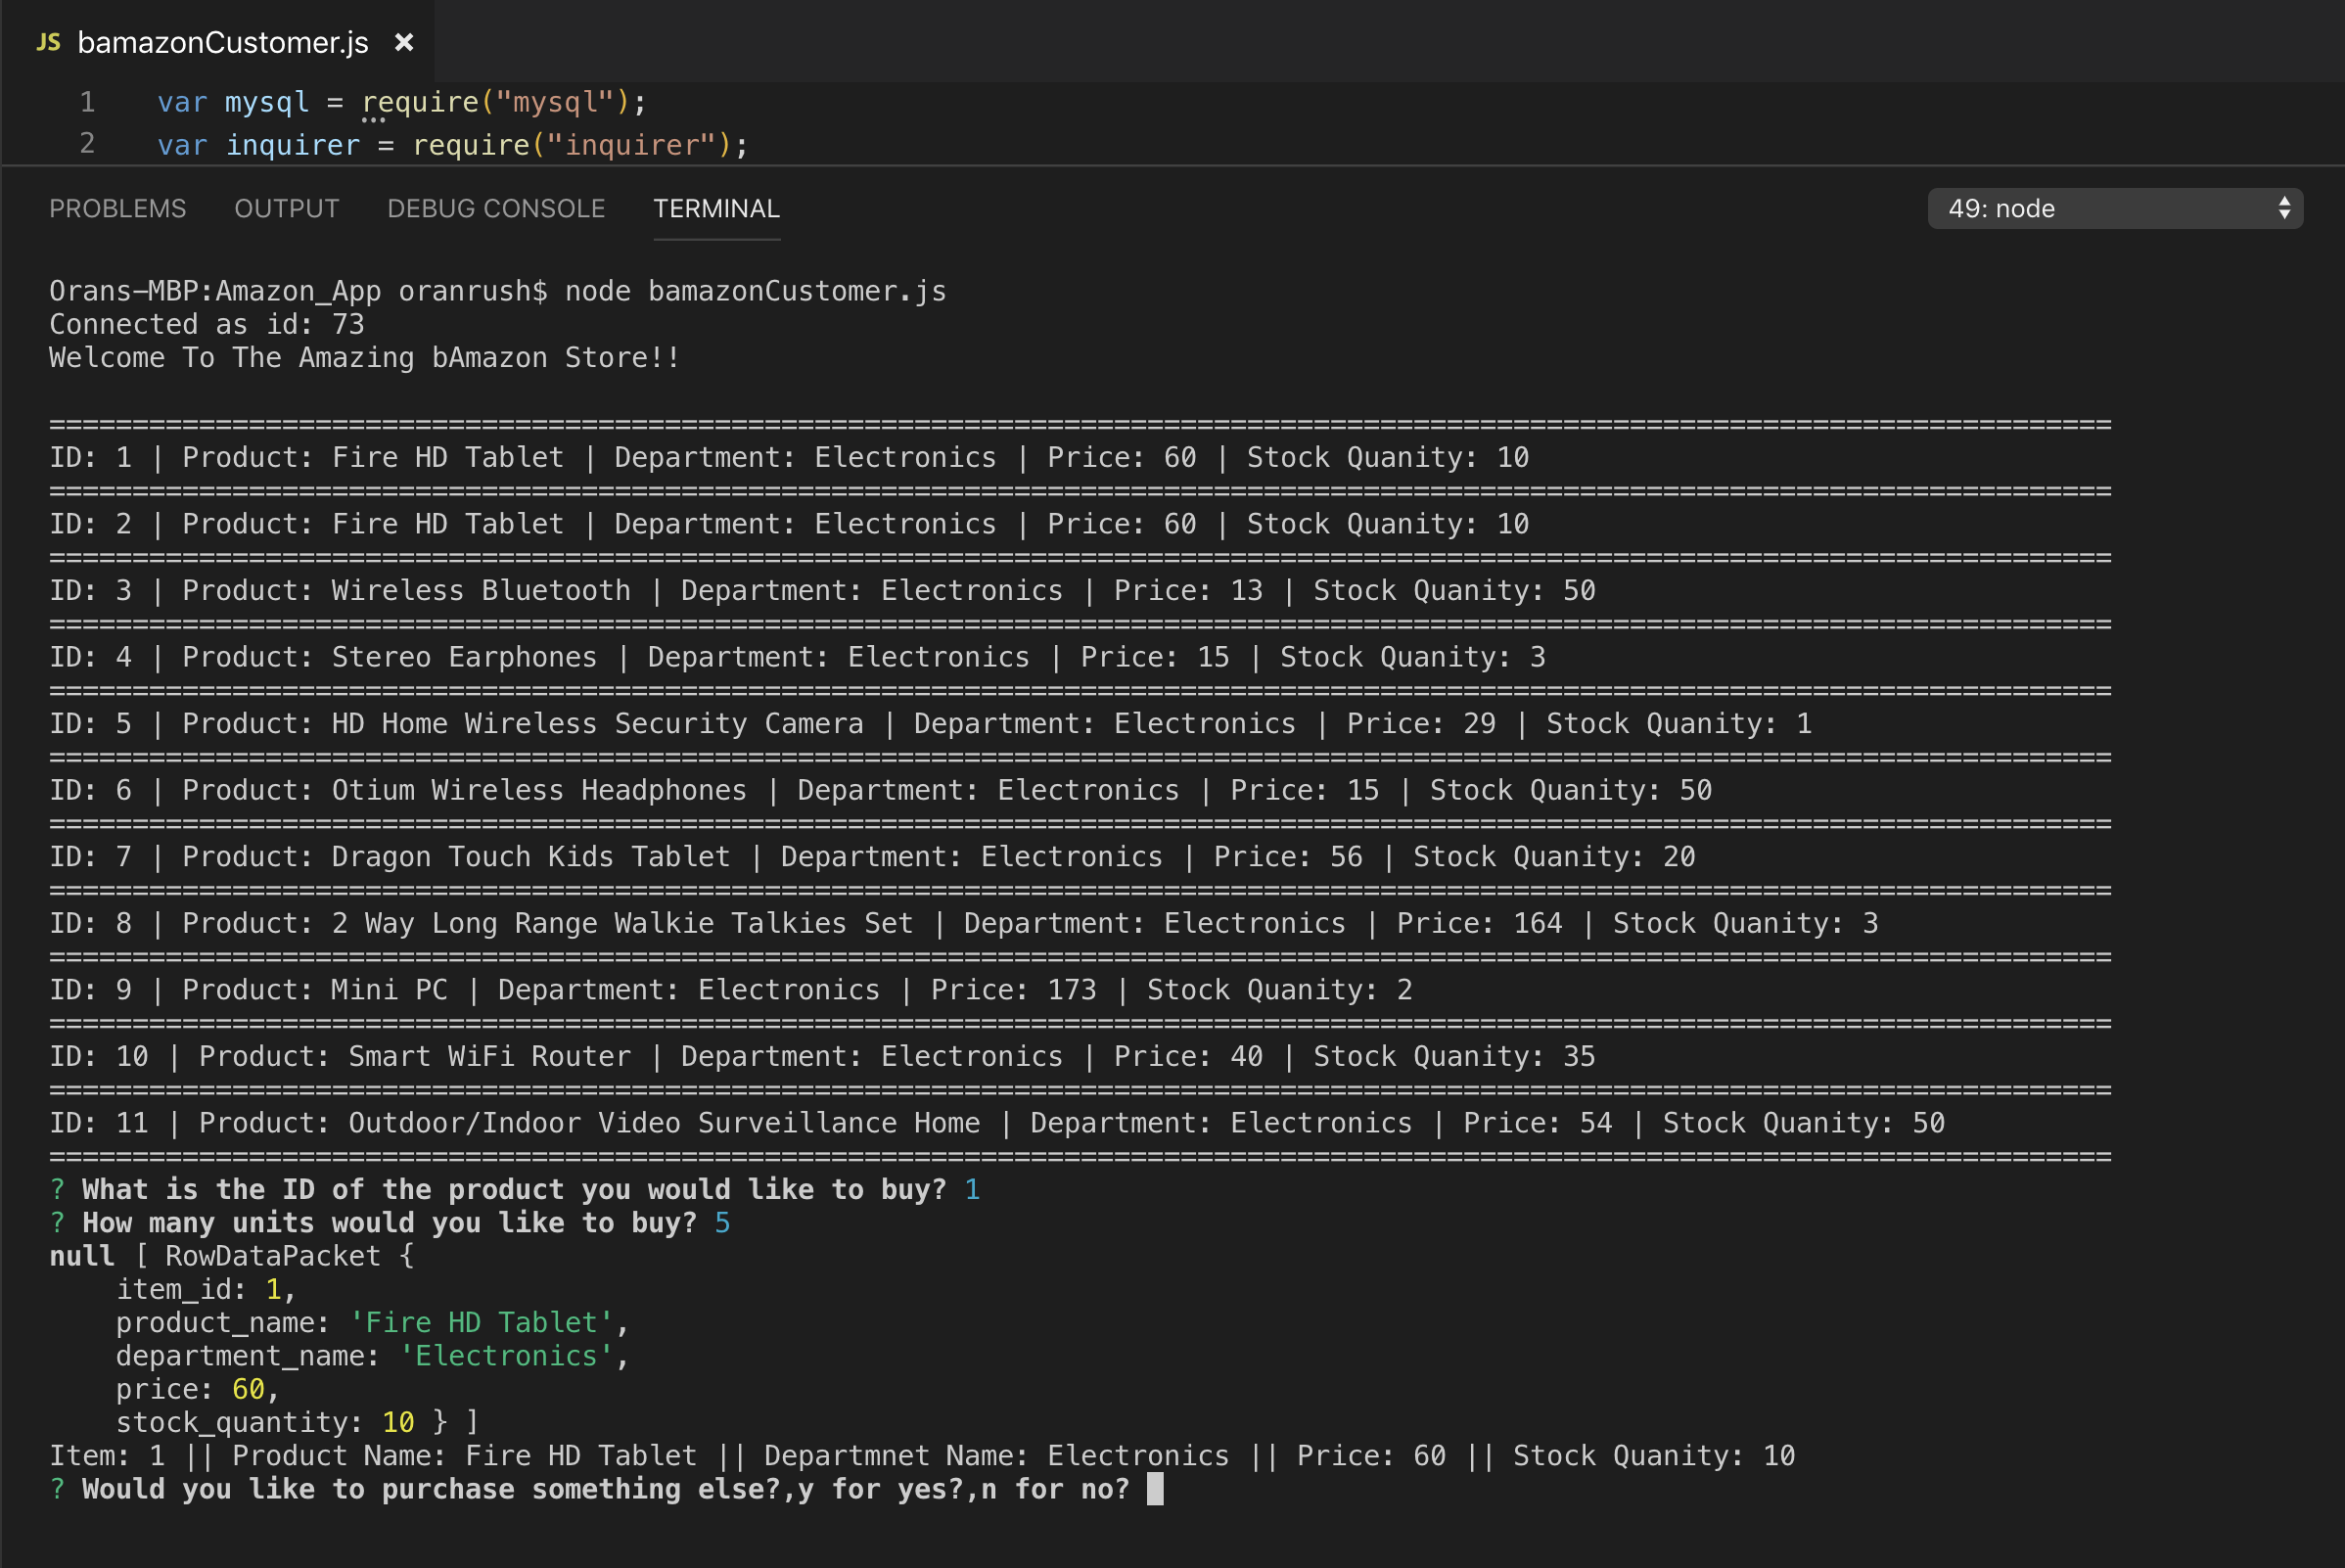 JS bamazonCustomer.js ×
1 var mysql = require("mysql");
2 var inquirer = require("inquirer");
PROBLEMS OUTPUT DEBUG CONSOLE TERMINAL 49: node
Orans-MBP:Amazon_App oranrush$ node bamazonCustomer.js
Connected as id: 73
Welcome To The Amazing bAmazon Store!!
============================================================================================================================
ID: 1 | Product: Fire HD Tablet | Department: Electronics | Price: 60 | Stock Quanity: 10
============================================================================================================================
ID: 2 | Product: Fire HD Tablet | Department: Electronics | Price: 60 | Stock Quanity: 10
============================================================================================================================
ID: 3 | Product: Wireless Bluetooth | Department: Electronics | Price: 13 | Stock Quanity: 50
============================================================================================================================
ID: 4 | Product: Stereo Earphones | Department: Electronics | Price: 15 | Stock Quanity: 3
============================================================================================================================
ID: 5 | Product: HD Home Wireless Security Camera | Department: Electronics | Price: 29 | Stock Quanity: 1
============================================================================================================================
ID: 6 | Product: Otium Wireless Headphones | Department: Electronics | Price: 15 | Stock Quanity: 50
============================================================================================================================
ID: 7 | Product: Dragon Touch Kids Tablet | Department: Electronics | Price: 56 | Stock Quanity: 20
============================================================================================================================
ID: 8 | Product: 2 Way Long Range Walkie Talkies Set | Department: Electronics | Price: 164 | Stock Quanity: 3
============================================================================================================================
ID: 9 | Product: Mini PC | Department: Electronics | Price: 173 | Stock Quanity: 2
============================================================================================================================
ID: 10 | Product: Smart WiFi Router | Department: Electronics | Price: 40 | Stock Quanity: 35
============================================================================================================================
ID: 11 | Product: Outdoor/Indoor Video Surveillance Home | Department: Electronics | Price: 54 | Stock Quanity: 50
============================================================================================================================
? What is the ID of the product you would like to buy? 1
? How many units would you like to buy? 5
null [ RowDataPacket {
    item_id: 1,
    product_name: 'Fire HD Tablet',
    department_name: 'Electronics',
    price: 60,
    stock_quantity: 10 } ]
Item: 1 || Product Name: Fire HD Tablet || Departmnet Name: Electronics || Price: 60 || Stock Quanity: 10
? Would you like to purchase something else?,y for yes?,n for no?